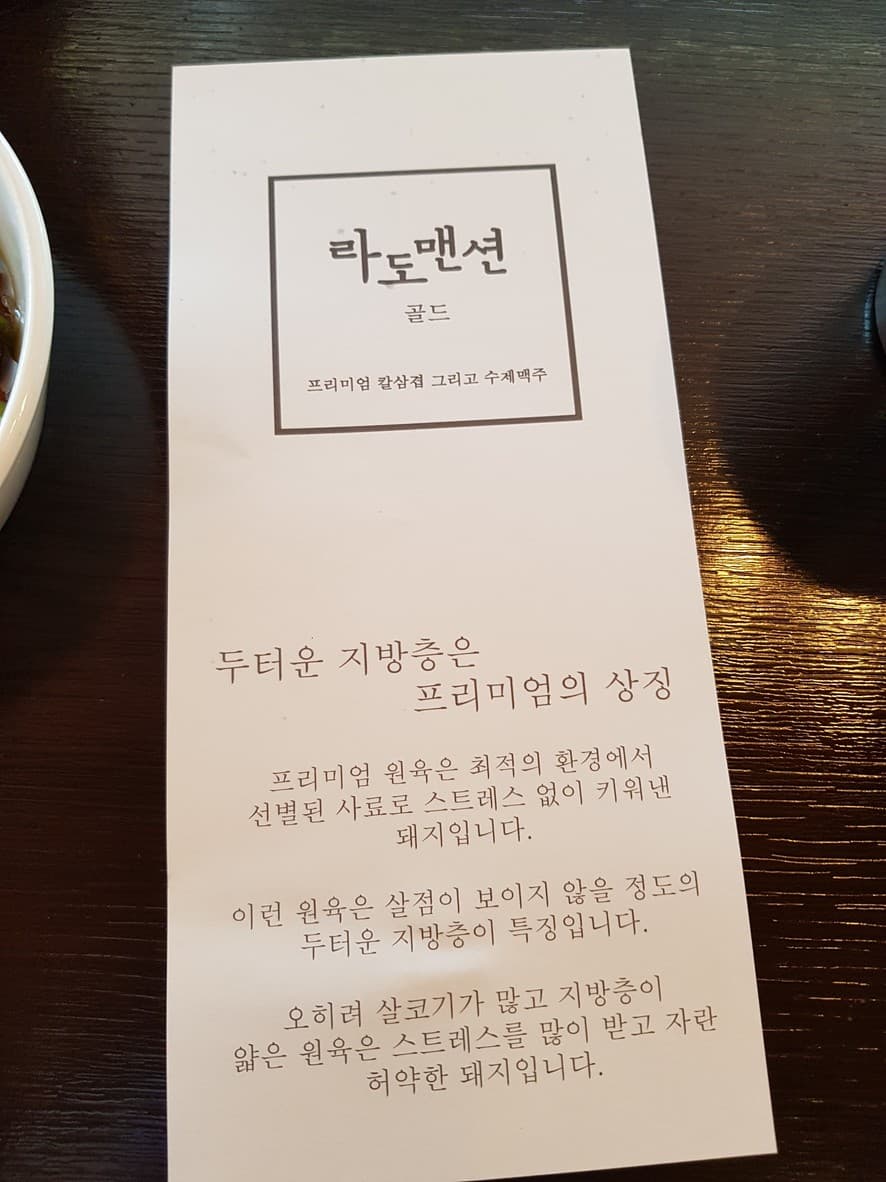 라도맨션
골드
프리미엄 칼삼겹 그리고 수제맥주
두터운 지방층은
프리미엄의 상징
프리미엄 원육은 최적의 환경에서
선별된 사료로 스트레스 없이 키워낸
돼지입니다.
이런 원육은 살점이 보이지 않을 정도의
두터운 지방층이 특징입니다.
오히려 살코기가 많고 지방층이
얇은 원육은 스트레스를 많이 받고 자란
허약한 돼지입니다.